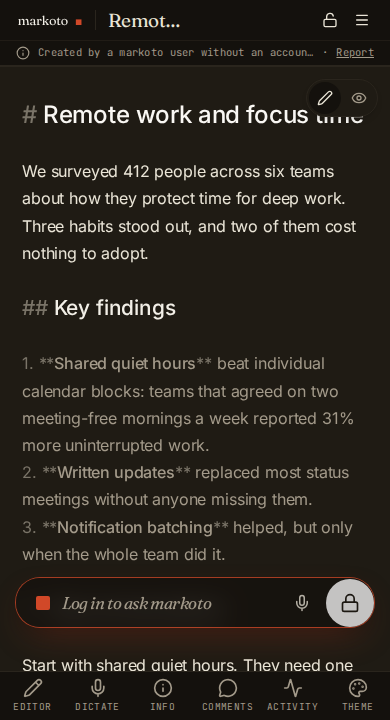 markoto Remot...
Created by a markoto user without an accoun... · Report
# Remote work and focus time
We surveyed 412 people across six teams
about how they protect time for deep work.
Three habits stood out, and two of them cost
nothing to adopt.
## Key findings
1. **Shared quiet hours** beat individual
calendar blocks: teams that agreed on two
meeting-free mornings a week reported 31%
more uninterrupted work.
2. **Written updates** replaced most status
meetings without anyone missing them.
3. **Notification batching** helped, but only
when the whole team did it.
Log in to ask markoto
Start with shared quiet hours. They need one
EDITOR DICTATE INFO COMMENTS ACTIVITY THEME